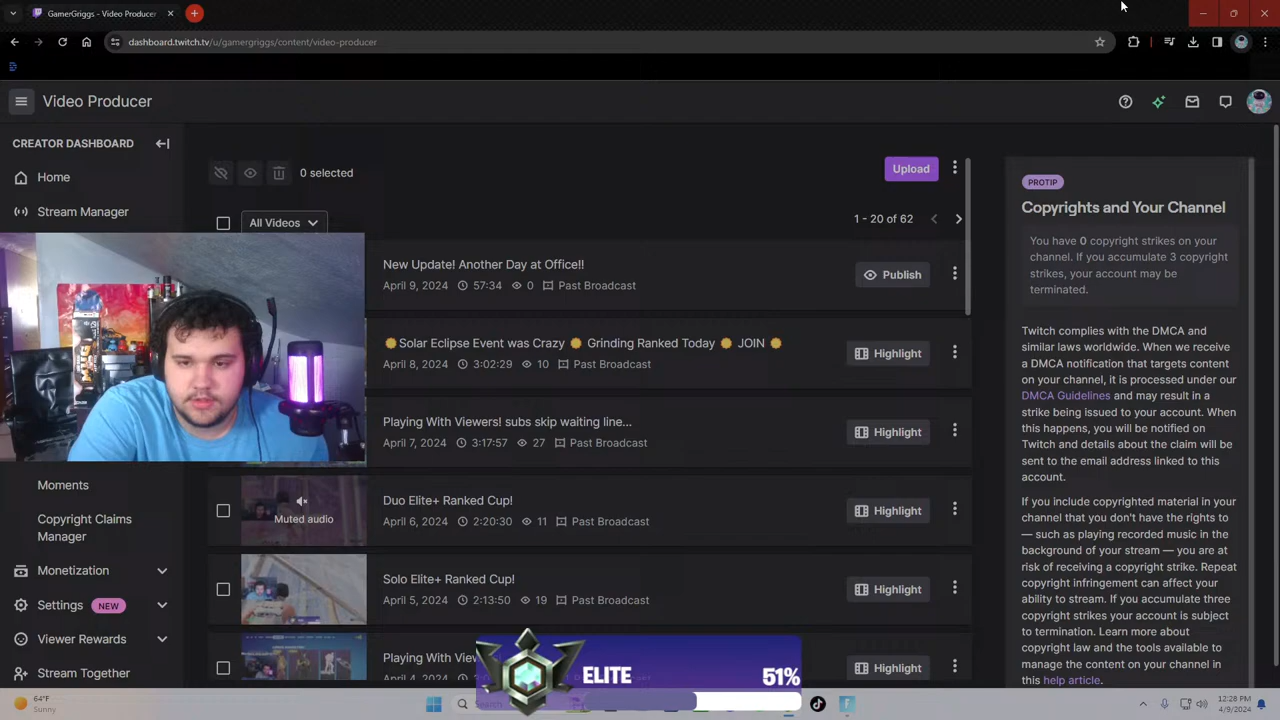 GamerGriggs - Video Producer
dashboard.twitch.tv/u/gamergriggs/content/video-producer
Video Producer
CREATOR DASHBOARD
Home
Stream Manager
Moments
Copyright Claims
Manager
Monetization
Settings NEW
Viewer Rewards
Stream Together
0 selected
Upload
All Videos
1 - 20 of 62
New Update! Another Day at Office!!
April 9, 2024 57:34 0 Past Broadcast
Publish
Solar Eclipse Event was Crazy Grinding Ranked Today JOIN
April 8, 2024 3:02:29 10 Past Broadcast
Highlight
Playing With Viewers! subs skip waiting line...
April 7, 2024 3:17:57 27 Past Broadcast
Highlight
Muted audio
Duo Elite+ Ranked Cup!
April 6, 2024 2:20:30 11 Past Broadcast
Highlight
Solo Elite+ Ranked Cup!
April 5, 2024 2:13:50 19 Past Broadcast
Highlight
Playing With
Highlight
PROTIP
Copyrights and Your Channel
You have 0 copyright strikes on your
channel. If you accumulate 3 copyright
strikes, your account may be
terminated.
Twitch complies with the DMCA and
similar laws worldwide. When we receive
a DMCA notification that targets content
on your channel, it is processed under our
DMCA Guidelines and may result in a
strike being issued to your account. When
this happens, you will be notified on
Twitch and details about the claim will be
sent to the email address linked to this
account.
If you include copyrighted material in your
channel that you don't have the rights to
— such as playing recorded music in the
background of your stream — you are at
risk of receiving a copyright strike. Repeat
copyright infringement can affect your
ability to stream. If you accumulate three
copyright strikes your account is subject
to termination. Learn more about
copyright law and the tools available to
manage the content on your channel in
this help article.
ELITE 51%
64°F
Sunny
Search
12:28 PM
4/9/2024